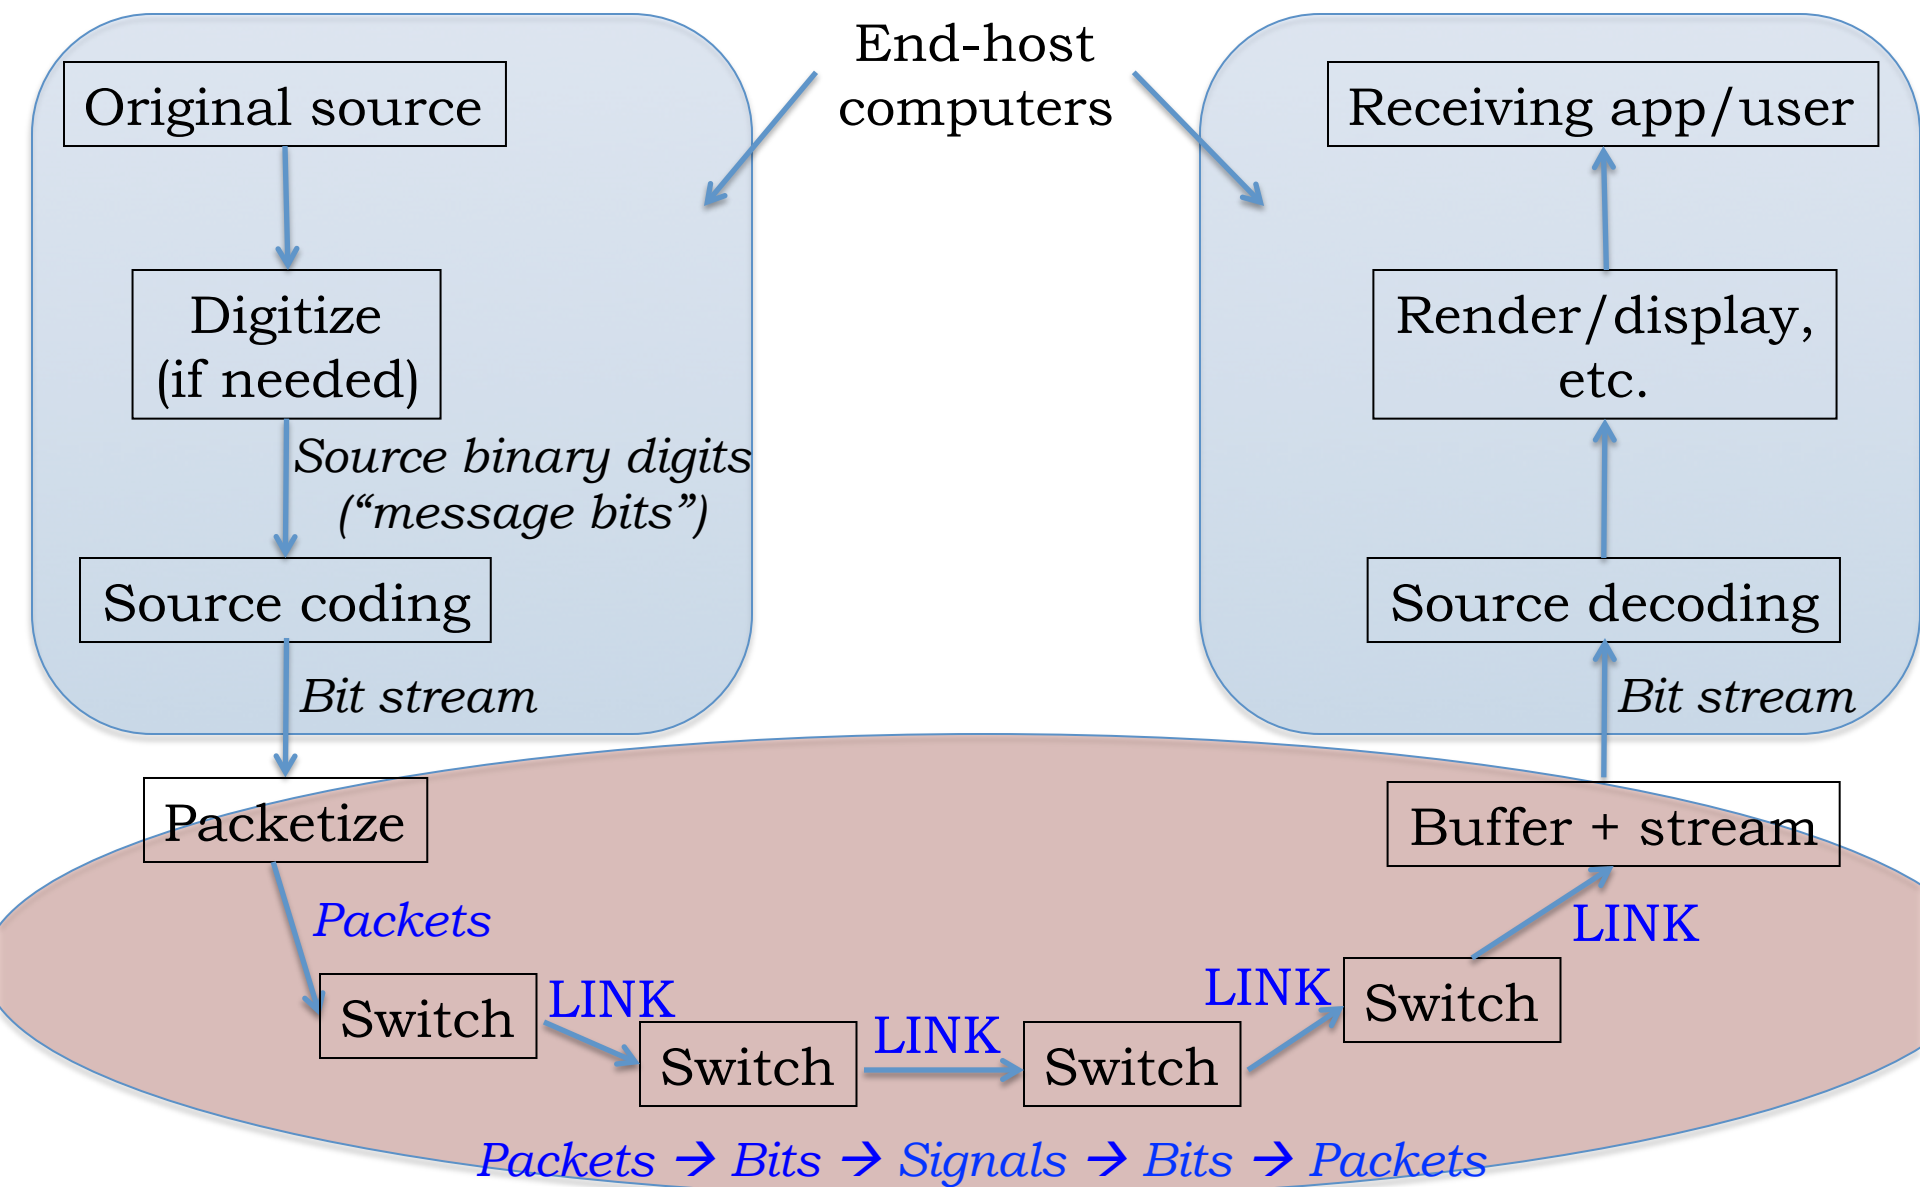 End-host
computers
Original source
Digitize
(if needed)
Source binary digits
(“message bits”)
Source coding
Bit stream
Receiving app/user
Render/display,
etc.
Source decoding
Bit stream
Packetize
Packets
Switch
LINK
Switch
LINK
Switch
LINK
Switch
LINK
Buffer + stream
Packets → Bits → Signals → Bits → Packets